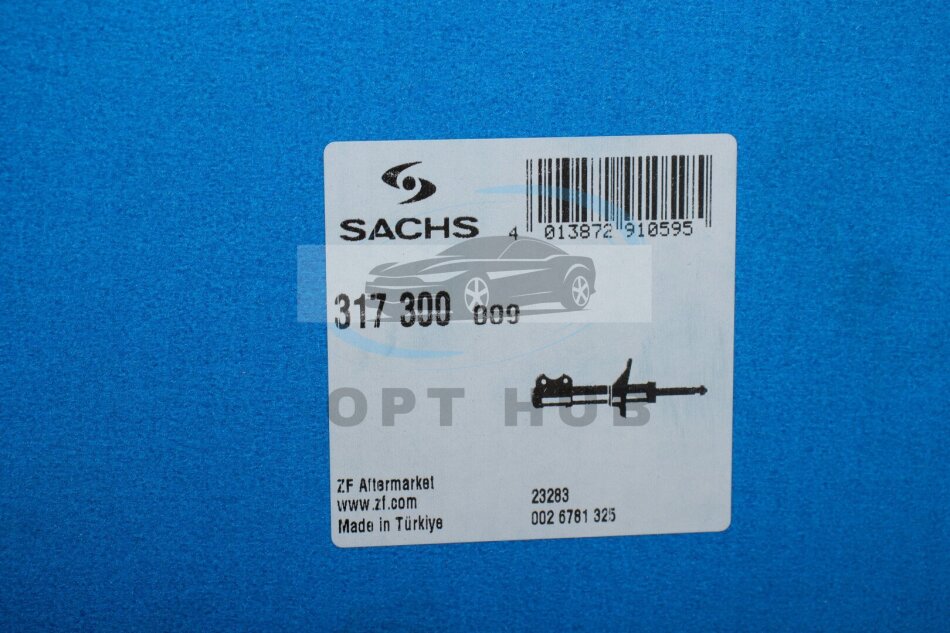 SACHS
4 013872 910595
317 300
OPT HUB
ZF Aftermarket
www.zf.com
Made in Türkiye
23283
002 6781 325